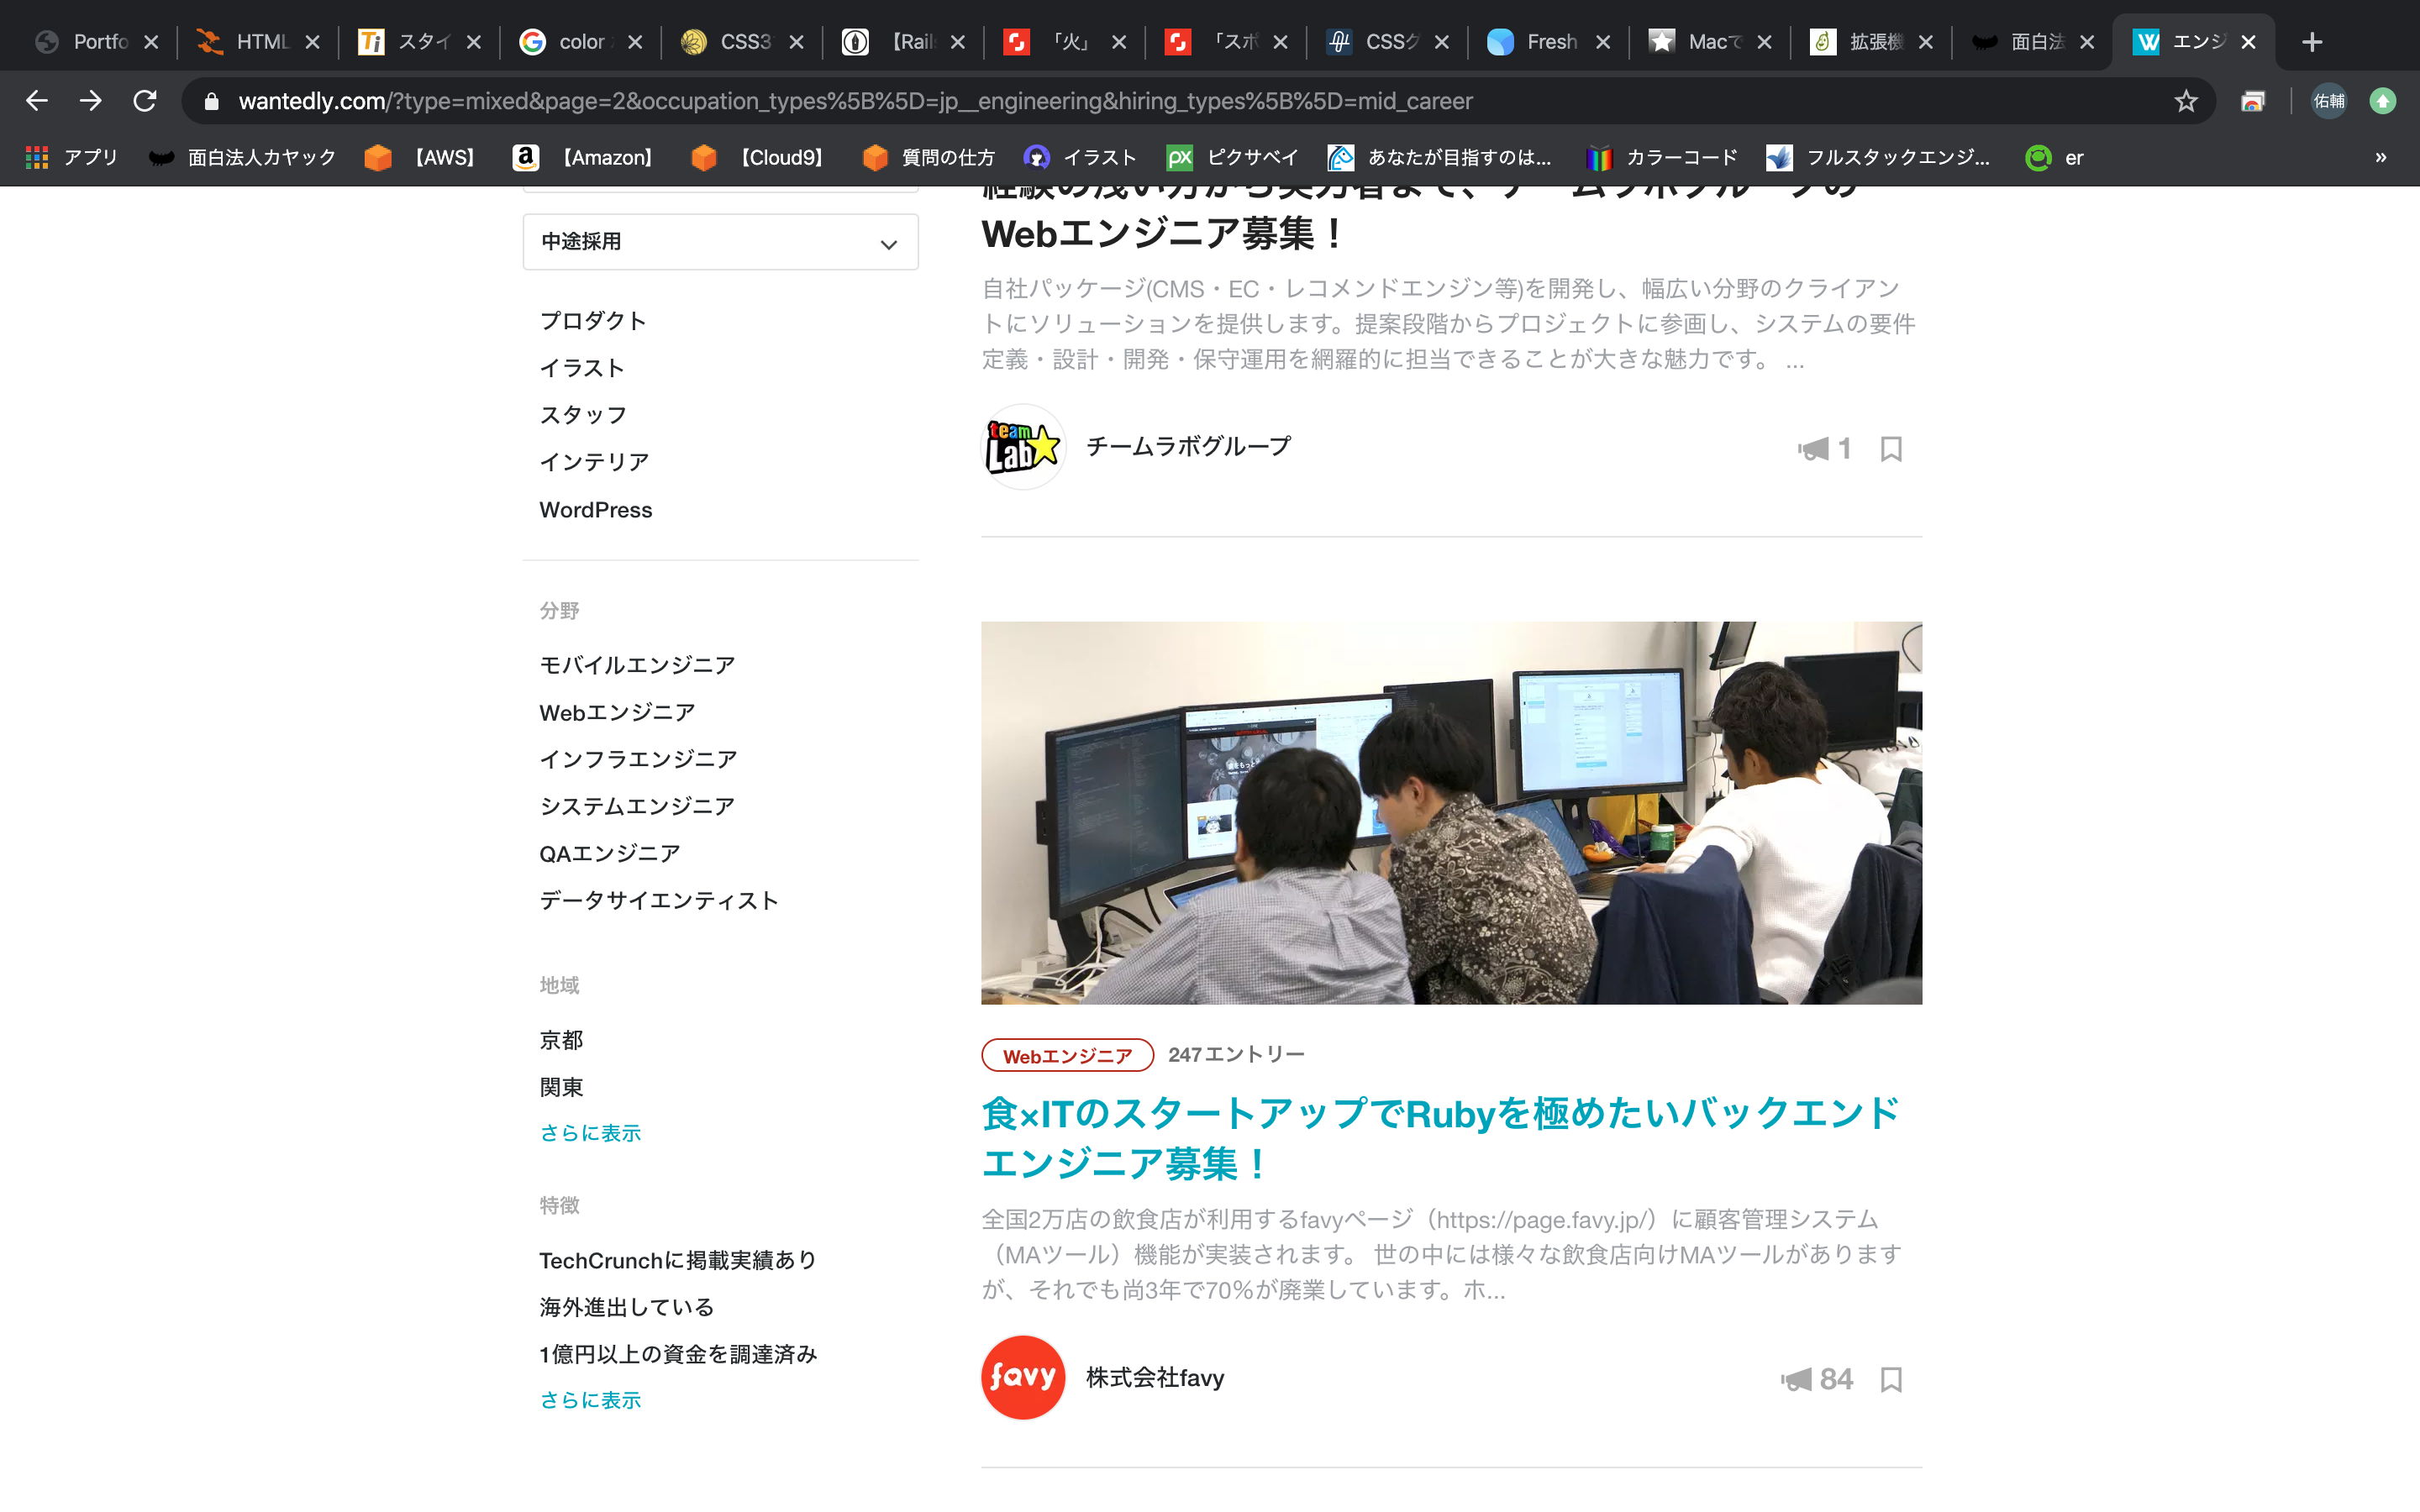 Portfo
HTML
スタイ
color
CSS3
【Rail
「火」
「スポ
CSSグ
Fresh
Macで
拡張機
面白法
エンジ
wantedly.com/?type=mixed&page=2&occupation_types%5B%5D=jp__engineering&hiring_types%5B%5D=mid_career
佑輔
アプリ
面白法人カヤック
【AWS】
【Amazon】
【Cloud9】
質問の仕方
イラスト
px
ピクサベイ
あなたが目指すのは...
カラーコード
フルスタックエンジ...
er
»
中途採用
プロダクト
イラスト
スタッフ
インテリア
WordPress
分野
モバイルエンジニア
Webエンジニア
インフラエンジニア
システムエンジニア
QAエンジニア
データサイエンティスト
地域
京都
関東
さらに表示
特徴
TechCrunchに掲載実績あり
海外進出している
1億円以上の資金を調達済み
さらに表示
経験の浅い方から実力者まで、チームラボグループの
Webエンジニア募集！
自社パッケージ(CMS・EC・レコメンドエンジン等)を開発し、幅広い分野のクライアン
トにソリューションを提供します。提案段階からプロジェクトに参画し、システムの要件
定義・設計・開発・保守運用を網羅的に担当できることが大きな魅力です。 ...
team
Lab
チームラボグループ
1
Webエンジニア
247エントリー
食×ITのスタートアップでRubyを極めたいバックエンド
エンジニア募集！
全国2万店の飲食店が利用するfavyページ（https://page.favy.jp/）に顧客管理システム
（MAツール）機能が実装されます。 世の中には様々な飲食店向けMAツールがあります
が、それでも尚3年で70%が廃業しています。ホ...
favy
株式会社favy
84